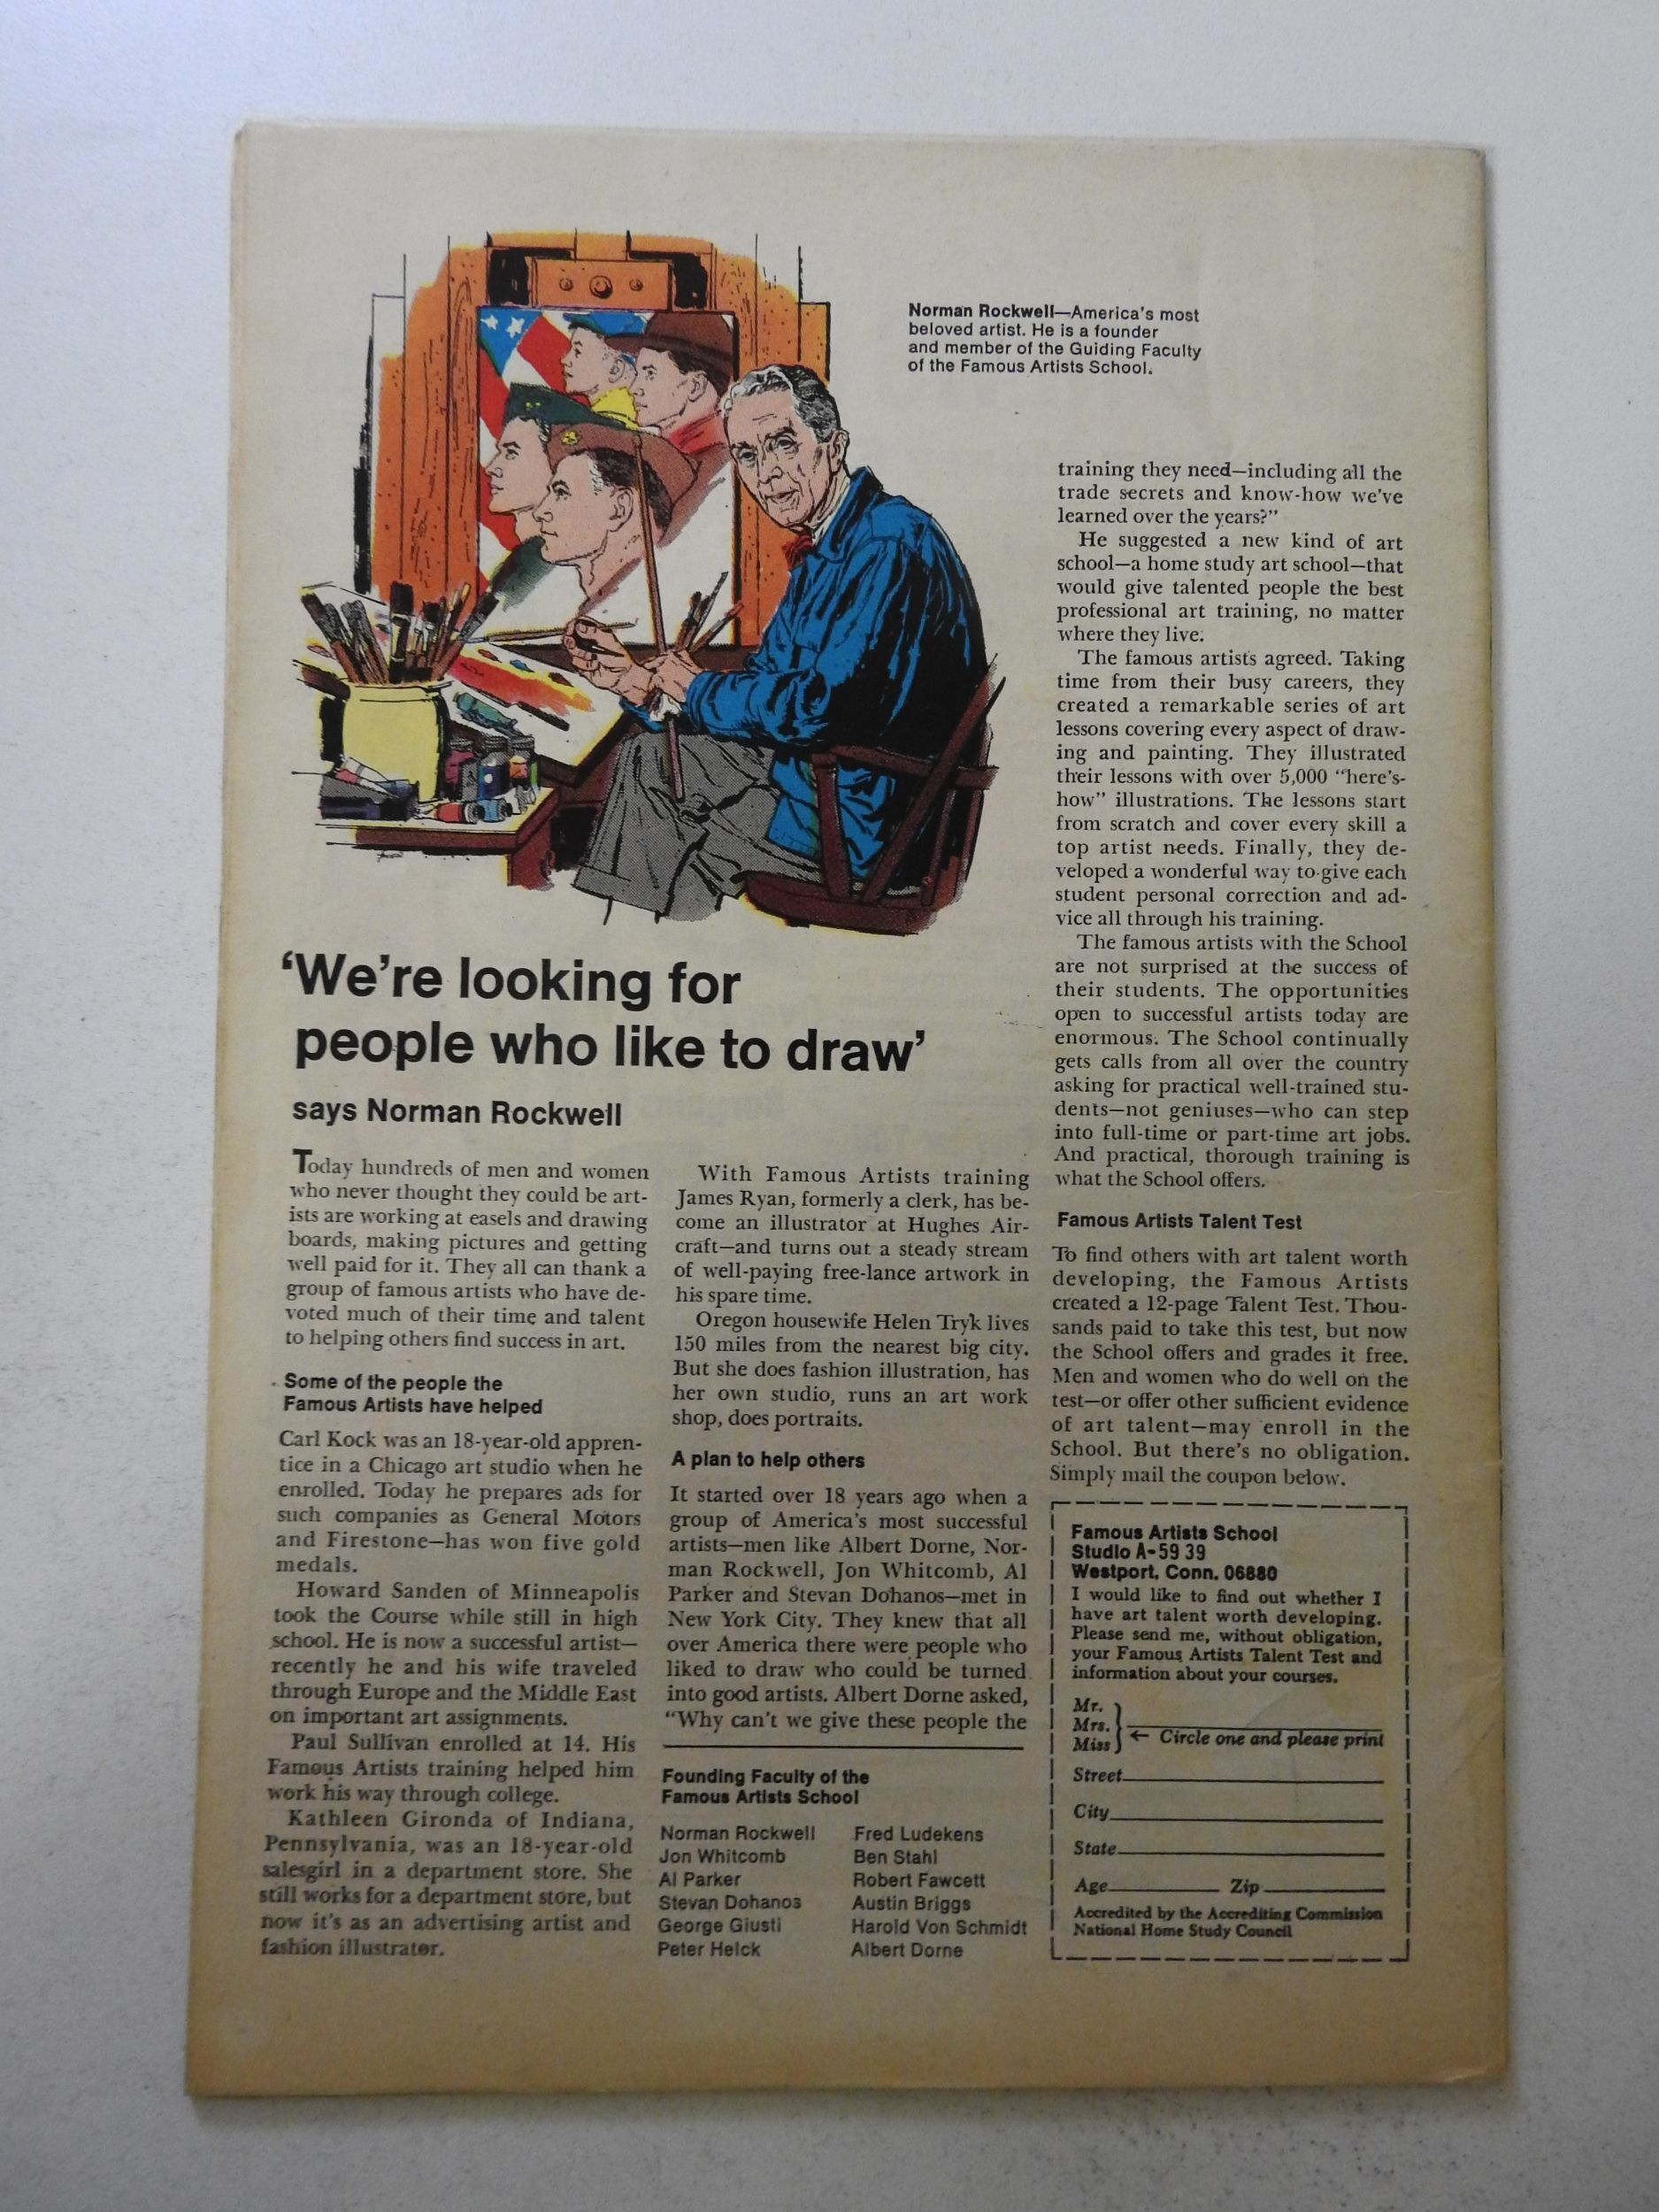 Norman Rockwell—America's most
beloved artist. He is a founder
and member of the Guiding Faculty
of the Famous Artists School.
'We're looking for
people who like to draw'
says Norman Rockwell
Today hundreds of men and women
who never thought they could be art-
ists are working at easels and drawing
boards, making pictures and getting
well paid for it. They all can thank a
group of famous artists who have de-
voted much of their time and talent
to helping others find success in art.
Some of the people the
Famous Artists have helped
Carl Kock was an 18-year-old appren-
tice in a Chicago art studio when he
enrolled. Today he prepares ads for
such companies as General Motors
and Firestone—has won five gold
medals.
Howard Sanden of Minneapolis
took the Course while still in high
school. He is now a successful artist—
recently he and his wife traveled
through Europe and the Middle East
on important art assignments.
Paul Sullivan enrolled at 14. His
Famous Artists training helped him
work his way through college.
Kathleen Gironda of Indiana,
Pennsylvania, was an 18-year-old
salesgirl in a department store. She
still works for a department store, but
now it's as an advertising artist and
fashion illustrator.
With Famous Artists training
James Ryan, formerly a clerk, has be-
come an illustrator at Hughes Air-
craft—and turns out a steady stream
of well-paying free-lance artwork in
his spare time.
Oregon housewife Helen Tryk lives
150 miles from the nearest big city.
But she does fashion illustration, has
her own studio, runs an art work
shop, does portraits.
A plan to help others
It started over 18 years ago when a
group of America's most successful
artists—men like Albert Dorne, Nor-
man Rockwell, Jon Whitcomb, Al
Parker and Stevan Dohanos—met in
New York City. They knew that all
over America there were people who
liked to draw who could be turned
into good artists. Albert Dorne asked,
"Why can't we give these people the
Founding Faculty of the
Famous Artists School
Norman Rockwell
Jon Whitcomb
Al Parker
Stevan Dohanos
George Giusti
Peter Helck
Fred Ludekens
Ben Stahl
Robert Fawcett
Austin Briggs
Harold Von Schmidt
Albert Dorne
training they need—including all the
trade secrets and know-how we've
learned over the years?"
He suggested a new kind of art
school—a home study art school—that
would give talented people the best
professional art training, no matter
where they live.
The famous artists agreed. Taking
time from their busy careers, they
created a remarkable series of art
lessons covering every aspect of draw-
ing and painting. They illustrated
their lessons with over 5,000 "here's-
how" illustrations. The lessons start
from scratch and cover every skill a
top artist needs. Finally, they de-
veloped a wonderful way to give each
student personal correction and ad-
vice all through his training.
The famous artists with the School
are not surprised at the success of
their students. The opportunities
open to successful artists today are
enormous. The School continually
gets calls from all over the country
asking for practical well-trained stu-
dents—not geniuses—who can step
into full-time or part-time art jobs.
And practical, thorough training is
what the School offers.
Famous Artists Talent Test
To find others with art talent worth
developing, the Famous Artists
created a 12-page Talent Test. Thou-
sands paid to take this test, but now
the School offers and grades it free.
Men and women who do well on the
test—or offer other sufficient evidence
of art talent—may enroll in the
School. But there's no obligation.
Simply mail the coupon below.
Famous Artists School
Studio A-59 39
Westport, Conn. 06880
I would like to find out whether I
have art talent worth developing.
Please send me, without obligation,
your Famous Artists Talent Test and
information about your courses.
Mr.
Mrs.
Miss ← Circle one and please print
Street
City
State
Age Zip
Accredited by the Accrediting Commission
National Home Study Council